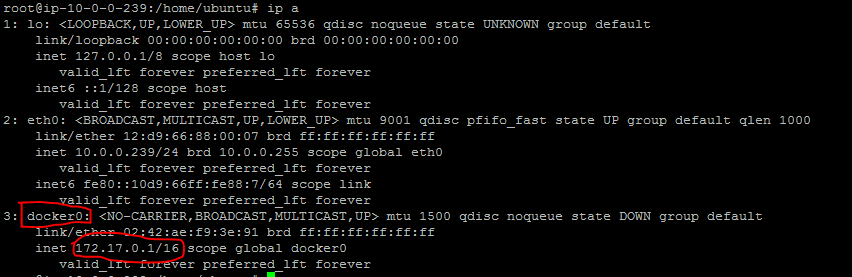 root@ip-10-0-0-239:/home/ubuntu# ip a
1: lo: <LOOPBACK,UP,LOWER_UP> mtu 65536 qdisc noqueue state UNKNOWN group default
link/loopback 00:00:00:00:00:00 brd 00:00:00:00:00:00
inet 127.0.0.1/8 scope host lo
valid_lft forever preferred_lft forever
inet6 ::1/128 scope host
valid_lft forever preferred_lft forever
2: eth0: <BROADCAST,MULTICAST,UP,LOWER_UP> mtu 9001 qdisc pfifo_fast state UP group default qlen 1000
link/ether 12:d9:66:88:00:07 brd ff:ff:ff:ff:ff:ff
inet 10.0.0.239/24 brd 10.0.0.255 scope global eth0
valid_lft forever preferred_lft forever
inet6 fe80::10d9:66ff:fe88:7/64 scope link
valid_lft forever preferred_lft forever
3: docker0: <NO-CARRIER,BROADCAST,MULTICAST,UP> mtu 1500 qdisc noqueue state DOWN group default
link/ether 02:42:ae:f9:3e:91 brd ff:ff:ff:ff:ff:ff
inet 172.17.0.1/16 scope global docker0
valid_lft forever preferred_lft forever